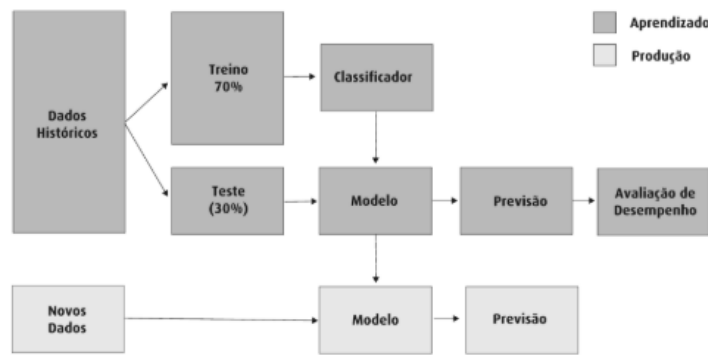 Aprendizado
Produção
Dados
Históricos
Treino
70%
Classificador
Teste
(30%)
Modelo
Previsão
Avaliação de
Desempenho
Novos
Dados
Modelo
Previsão